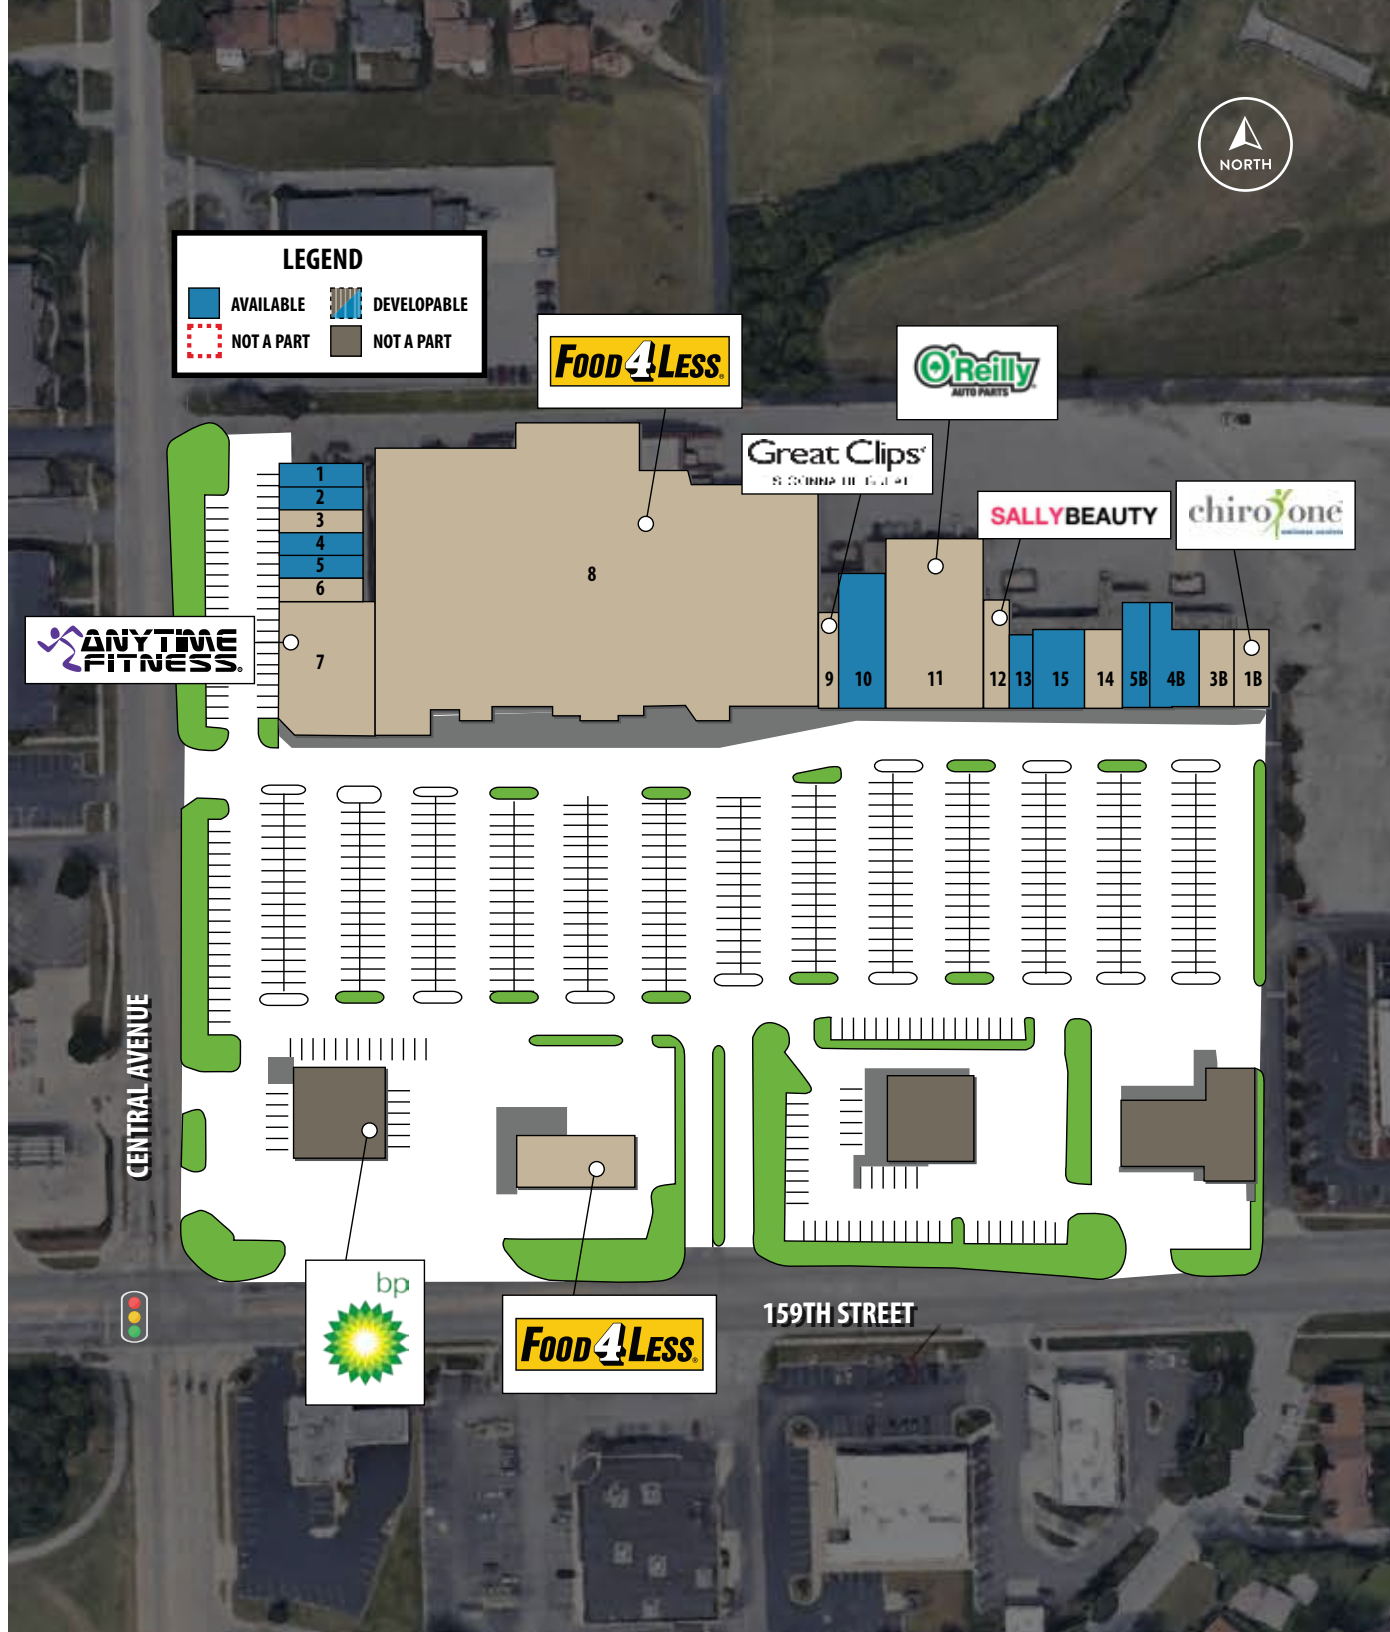 NORTH
LEGEND
AVAILABLE
DEVELOPABLE
NOT A PART
NOT A PART
FOOD 4 LESS®
O'Reilly
AUTO PARTS
Great Clips®
SALLYBEAUTY
chiro one
wellness centers
ANYTIME
FITNESS®
1
2
3
4
5
6
7
8
9
10
11
12
13
15
14
5B
4B
3B
1B
CENTRAL AVENUE
bp
FOOD 4 LESS®
159TH STREET